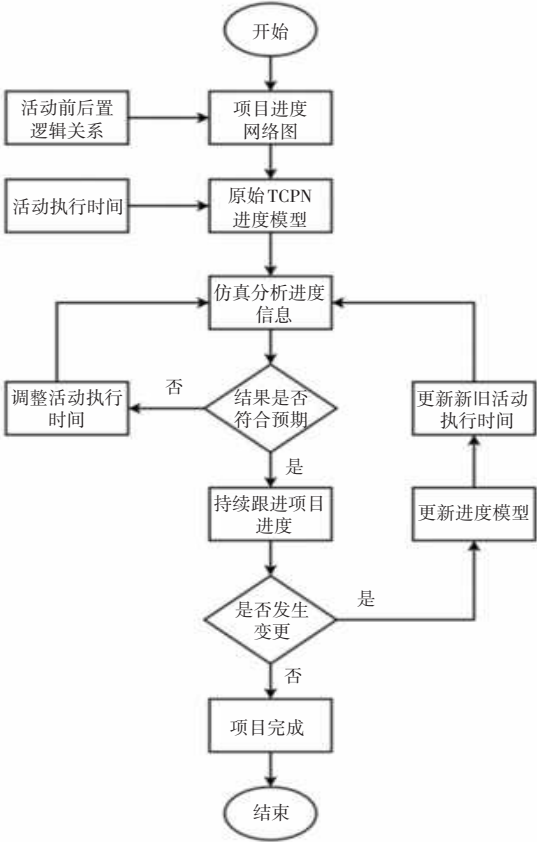 开始
活动前后置
逻辑关系
项目进度
网络图
活动执行时间
原始TCPN
进度模型
仿真分析进度
信息
调整活动执行
时间
否
结果是否
符合预期
更新新旧活动
执行时间
是
持续跟进项目
进度
更新进度模型
是否发生
变更
是
否
项目完成
结束